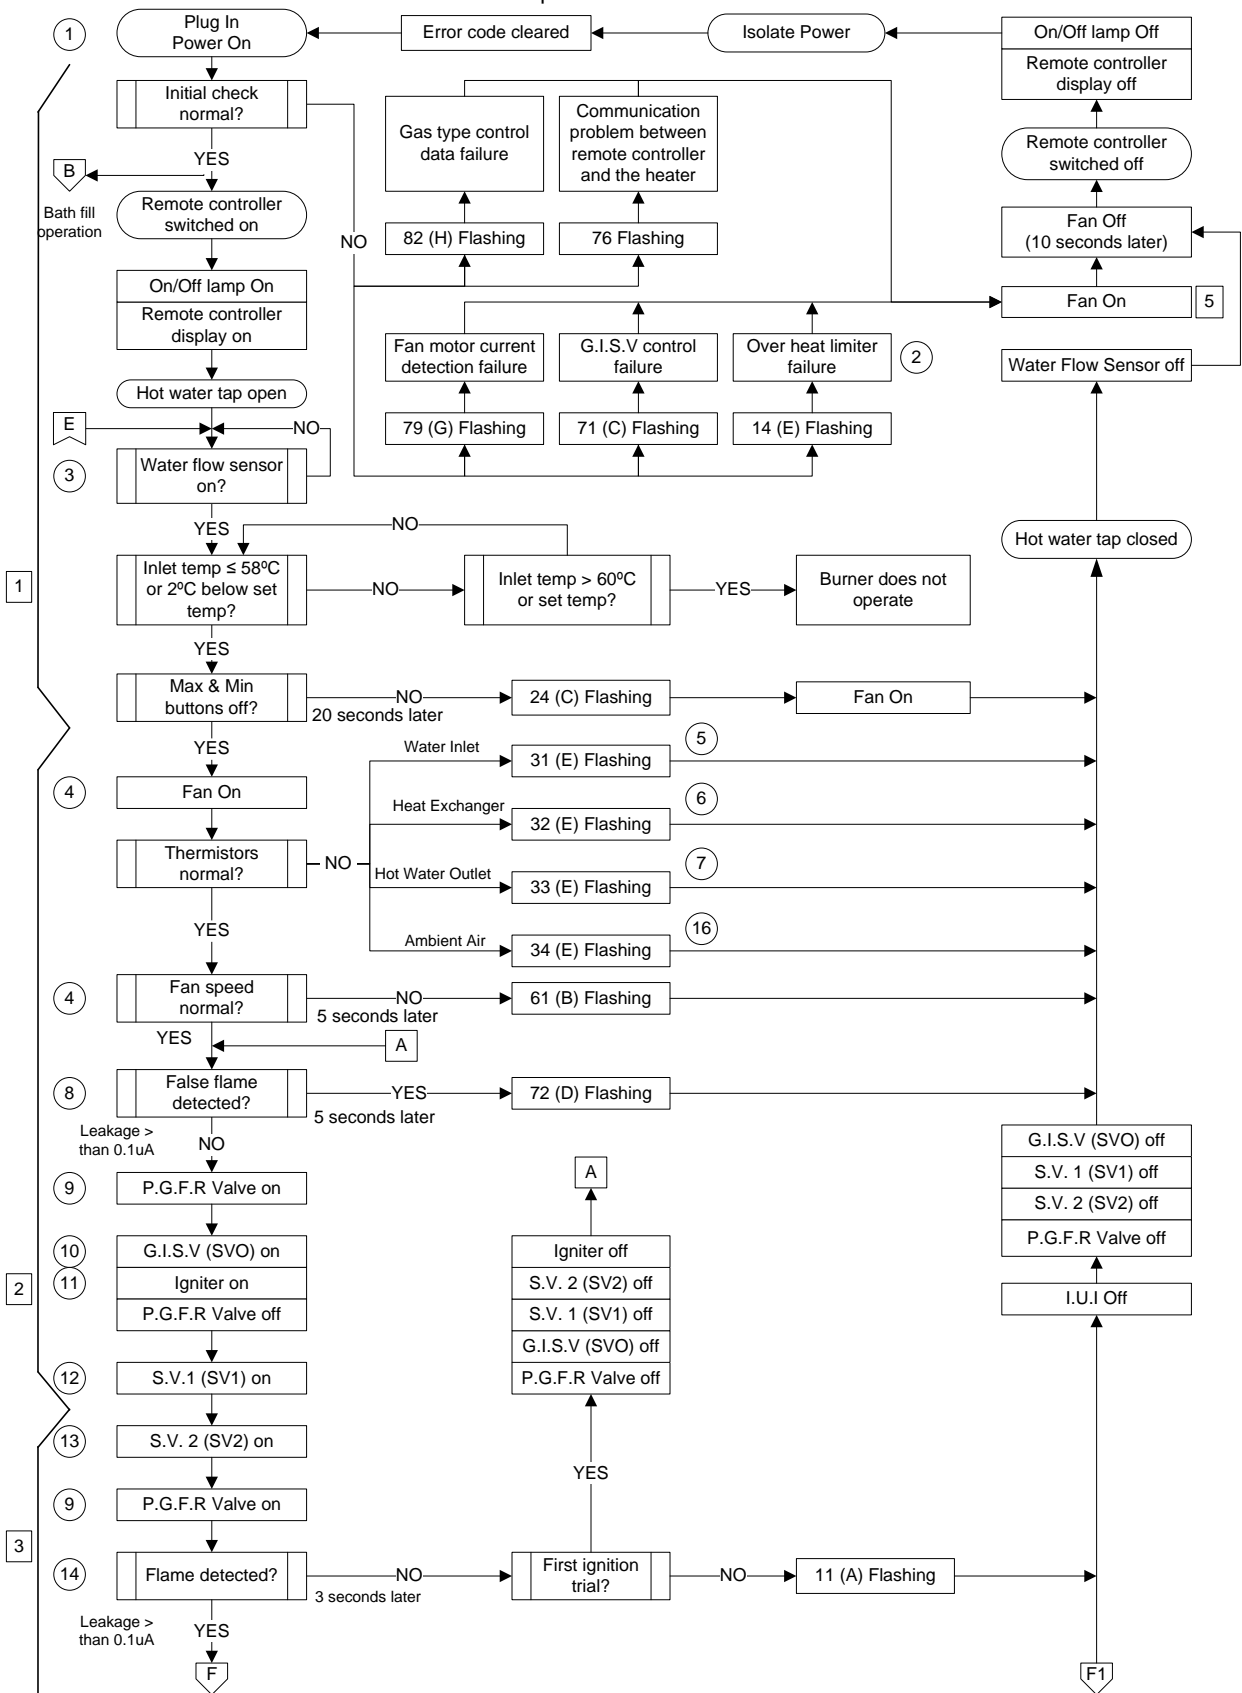 1
Plug In
Power On
Error code cleared
Isolate Power
On/Off lamp Off
Remote controller
display off
Initial check
normal?
Gas type control
data failure
Communication
problem between
remote controller
and the heater
Remote controller
switched off
YES
B
Bath fill
operation
Remote controller
switched on
NO
82 (H) Flashing
76 Flashing
Fan Off
(10 seconds later)
On/Off lamp On
Remote controller
display on
Fan On
5
Fan motor current
detection failure
G.I.S.V control
failure
Over heat limiter
failure
2
Water Flow Sensor off
Hot water tap open
E
NO
79 (G) Flashing
71 (C) Flashing
14 (E) Flashing
3
Water flow sensor
on?
YES
NO
Hot water tap closed
1
Inlet temp ≤ 58ºC
or 2ºC below set
temp?
NO
Inlet temp > 60ºC
or set temp?
YES
Burner does not
operate
YES
Max & Min
buttons off?
NO
20 seconds later
24 (C) Flashing
Fan On
YES
Water Inlet
31 (E) Flashing
5
4
Fan On
Heat Exchanger
32 (E) Flashing
6
Thermistors
normal?
NO
Hot Water Outlet
33 (E) Flashing
7
YES
Ambient Air
34 (E) Flashing
16
4
Fan speed
normal?
NO
5 seconds later
61 (B) Flashing
YES
A
8
False flame
detected?
YES
5 seconds later
72 (D) Flashing
Leakage >
than 0.1uA
NO
G.I.S.V (SVO) off
S.V. 1 (SV1) off
S.V. 2 (SV2) off
P.G.F.R Valve off
9
P.G.F.R Valve on
A
10
G.I.S.V (SVO) on
11
Igniter on
P.G.F.R Valve off
Igniter off
S.V. 2 (SV2) off
S.V. 1 (SV1) off
G.I.S.V (SVO) off
P.G.F.R Valve off
I.U.I Off
2
12
S.V.1 (SV1) on
13
S.V. 2 (SV2) on
YES
9
P.G.F.R Valve on
3
14
Flame detected?
NO
3 seconds later
First ignition
trial?
NO
11 (A) Flashing
Leakage >
than 0.1uA
YES
F
F1